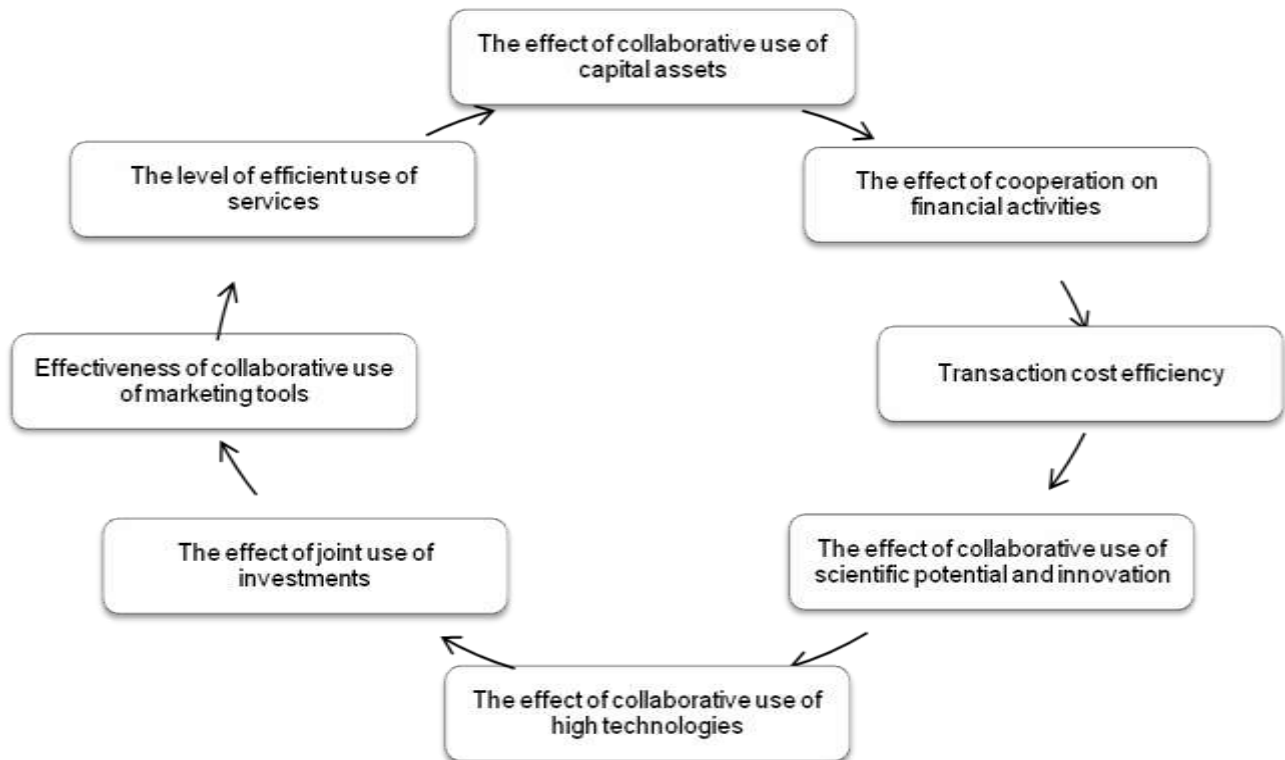 The effect of collaborative use of
capital assets
The effect of cooperation on
financial activities
Transaction cost efficiency
The effect of collaborative use of
scientific potential and innovation
The effect of collaborative use of
high technologies
The effect of joint use of
investments
Effectiveness of collaborative use
of marketing tools
The level of efficient use of
services